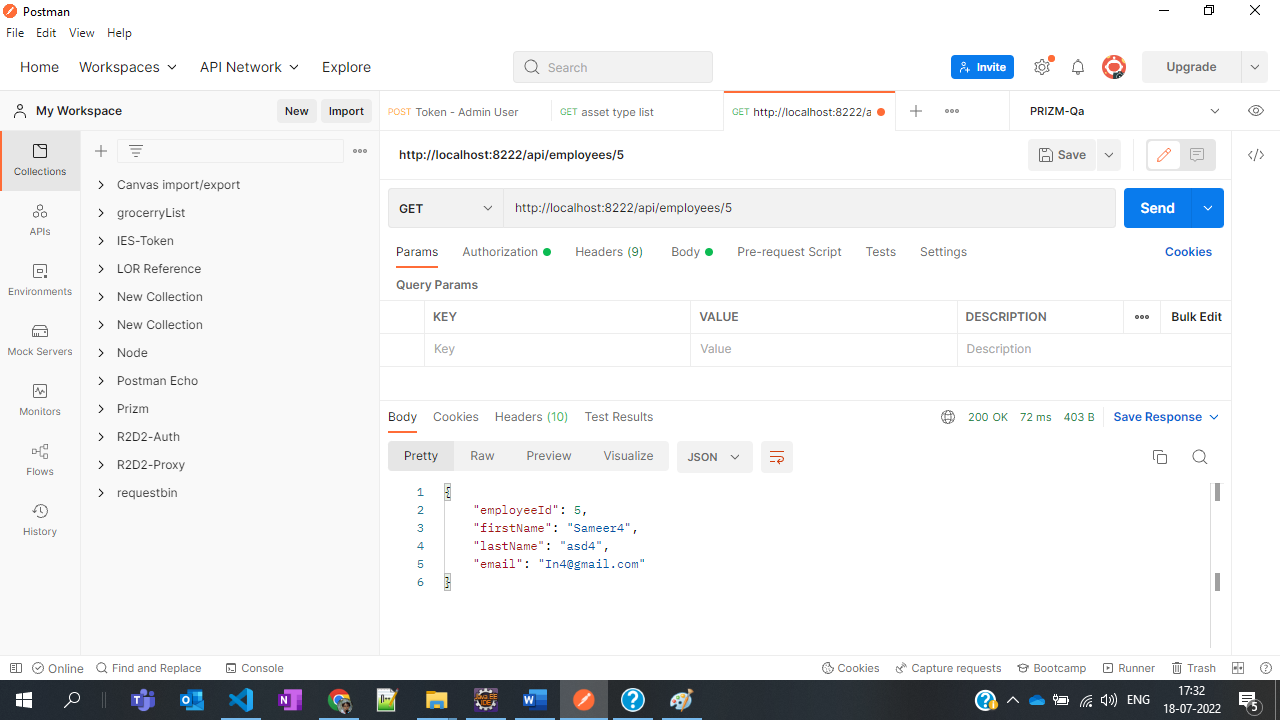 Postman
File Edit View Help
Home Workspaces API Network Explore Search Invite Upgrade
My Workspace New Import POST Token - Admin User GET asset type list GET http://localhost:8222/a PRIZM-Qa
Collections
APIs
Environments
Mock Servers
Monitors
Flows
History
Canvas import/export
grocerryList
IES-Token
LOR Reference
New Collection
New Collection
Node
Postman Echo
Prizm
R2D2-Auth
R2D2-Proxy
requestbin
http://localhost:8222/api/employees/5 Save
GET http://localhost:8222/api/employees/5 Send
Params Authorization Headers (9) Body Pre-request Script Tests Settings Cookies
Query Params
KEY VALUE DESCRIPTION Bulk Edit
Key Value Description
Body Cookies Headers (10) Test Results 200 OK 72 ms 403 B Save Response
Pretty Raw Preview Visualize JSON
1 {
2 "employeeId": 5,
3 "firstName": "Sameer4",
4 "lastName": "asd4",
5 "email": "In4@gmail.com"
6 }
Online Find and Replace Console Cookies Capture requests Bootcamp Runner Trash
ENG 17:32
18-07-2022 5